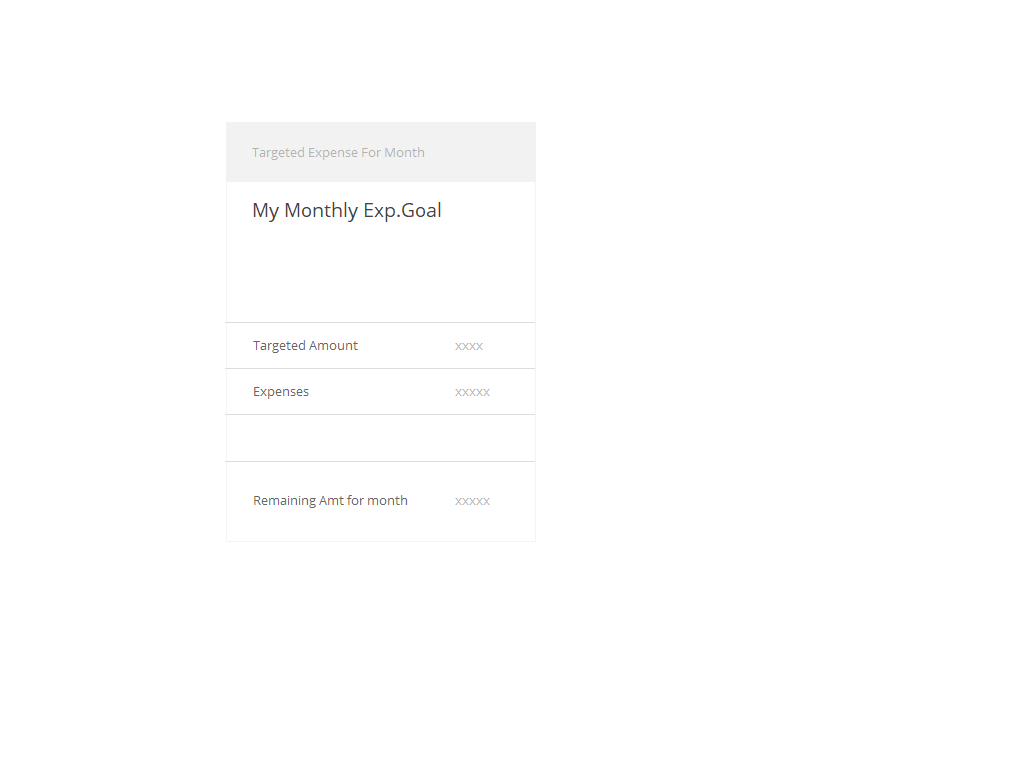 Targeted Expense For Month
My Monthly Exp.Goal
Targeted Amount xxxx
Expenses xxxxx
Remaining Amt for month xxxxx